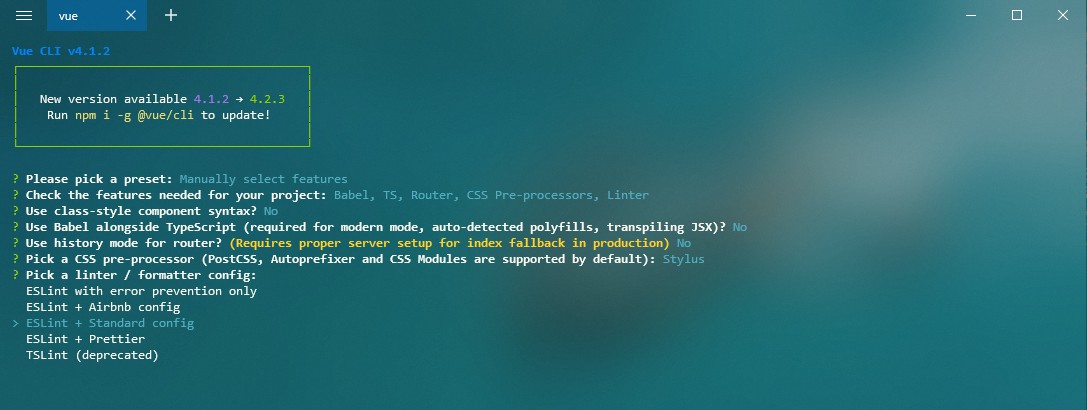 vue
Vue CLI v4.1.2
New version available 4.1.2 → 4.2.3
Run npm i -g @vue/cli to update!
? Please pick a preset: Manually select features
? Check the features needed for your project: Babel, TS, Router, CSS Pre-processors, Linter
? Use class-style component syntax? No
? Use Babel alongside TypeScript (required for modern mode, auto-detected polyfills, transpiling JSX)? No
? Use history mode for router? (Requires proper server setup for index fallback in production) No
? Pick a CSS pre-processor (PostCSS, Autoprefixer and CSS Modules are supported by default): Stylus
? Pick a linter / formatter config:
ESLint with error prevention only
ESLint + Airbnb config
> ESLint + Standard config
ESLint + Prettier
TSLint (deprecated)